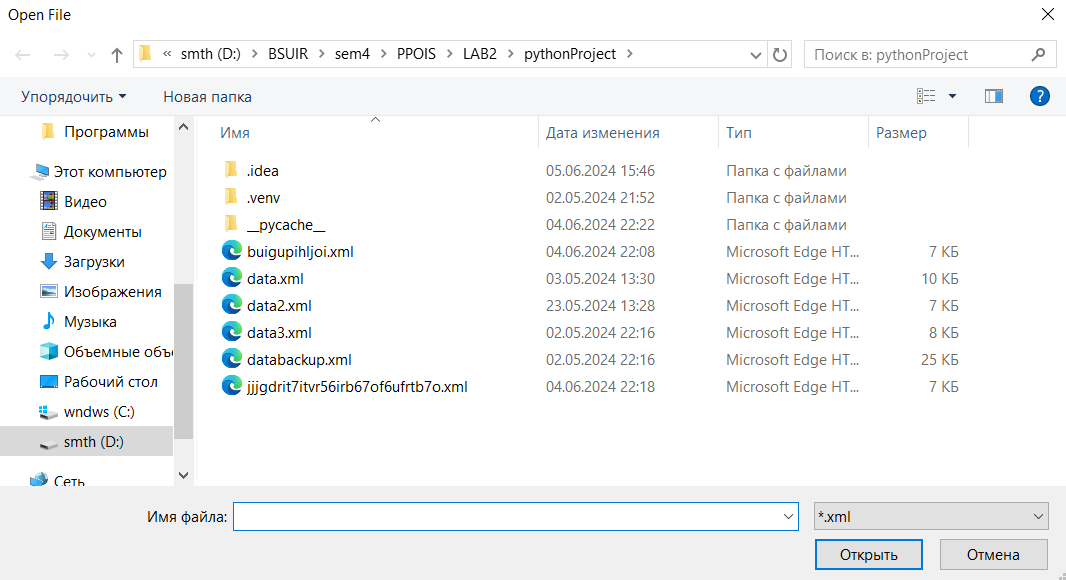 Open File
« smth (D:) > BSUIR > sem4 > PPOIS > LAB2 > pythonProject >
Поиск в: pythonProject
Упорядочить
Новая папка
?
Программы
Этот компьютер
Видео
Документы
Загрузки
Изображения
Музыка
Объемные объ
Рабочий стол
wndws (C:)
smth (D:)
Сеть
Имя Дата изменения Тип Размер
.idea 05.06.2024 15:46 Папка с файлами
.venv 02.05.2024 21:52 Папка с файлами
__pycache__ 04.06.2024 22:22 Папка с файлами
buigupihljoi.xml 04.06.2024 22:08 Microsoft Edge HT... 7 КБ
data.xml 03.05.2024 13:30 Microsoft Edge HT... 10 КБ
data2.xml 23.05.2024 13:28 Microsoft Edge HT... 7 КБ
data3.xml 02.05.2024 22:16 Microsoft Edge HT... 8 КБ
databackup.xml 02.05.2024 22:16 Microsoft Edge HT... 25 КБ
jjjgdrit7itvr56irb67of6ufrtb7o.xml 04.06.2024 22:18 Microsoft Edge HT... 7 КБ
Имя файла:
*.xml
Открыть
Отмена